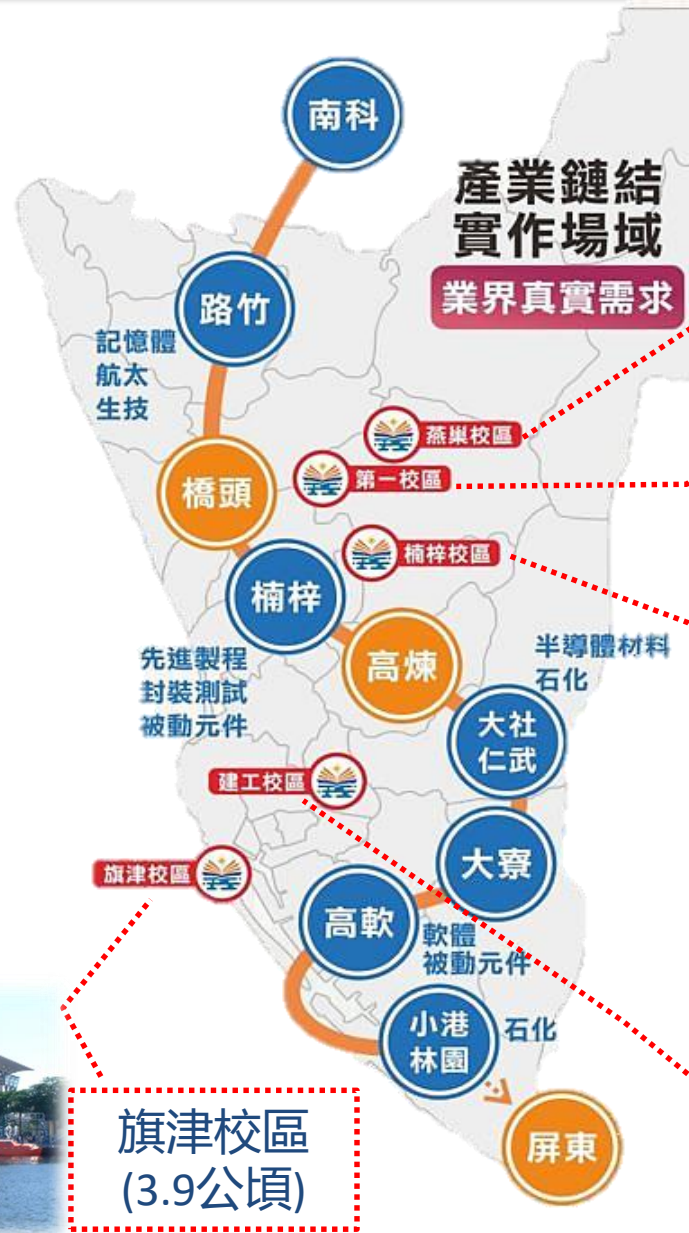 南科
產業鏈結
實作場域
業界真實需求
路竹
記憶體
航太
生技
燕巢校區
第一校區
橋頭
楠梓校區
楠梓
先進製程
封裝測試
被動元件
高煉
半導體材料
石化
大社
仁武
建工校區
旗津校區
大寮
高軟
軟體
被動元件
小港
林園
石化
屏東
旗津校區
(3.9公頃)